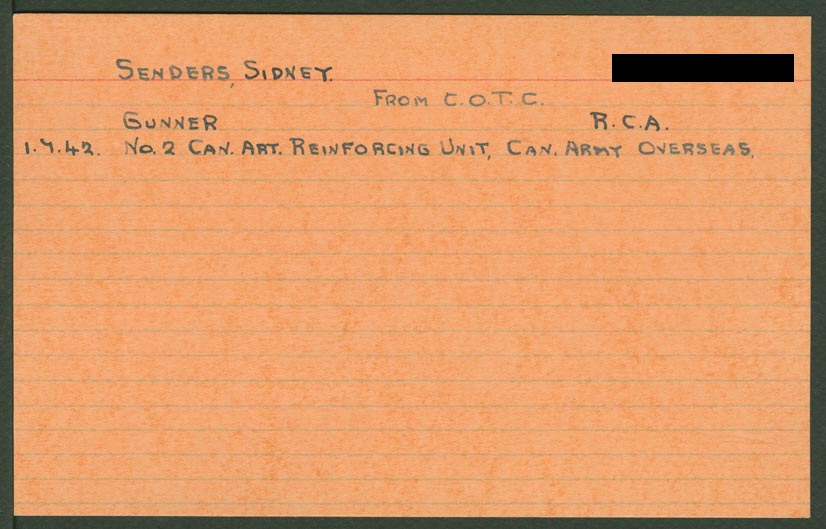 SENDERS, SIDNEY.
FROM C.O.T.C.
GUNNER R.C.A.
1.7.42. NO. 2 CAN. ART. REINFORCING UNIT, CAN. ARMY OVERSEAS,